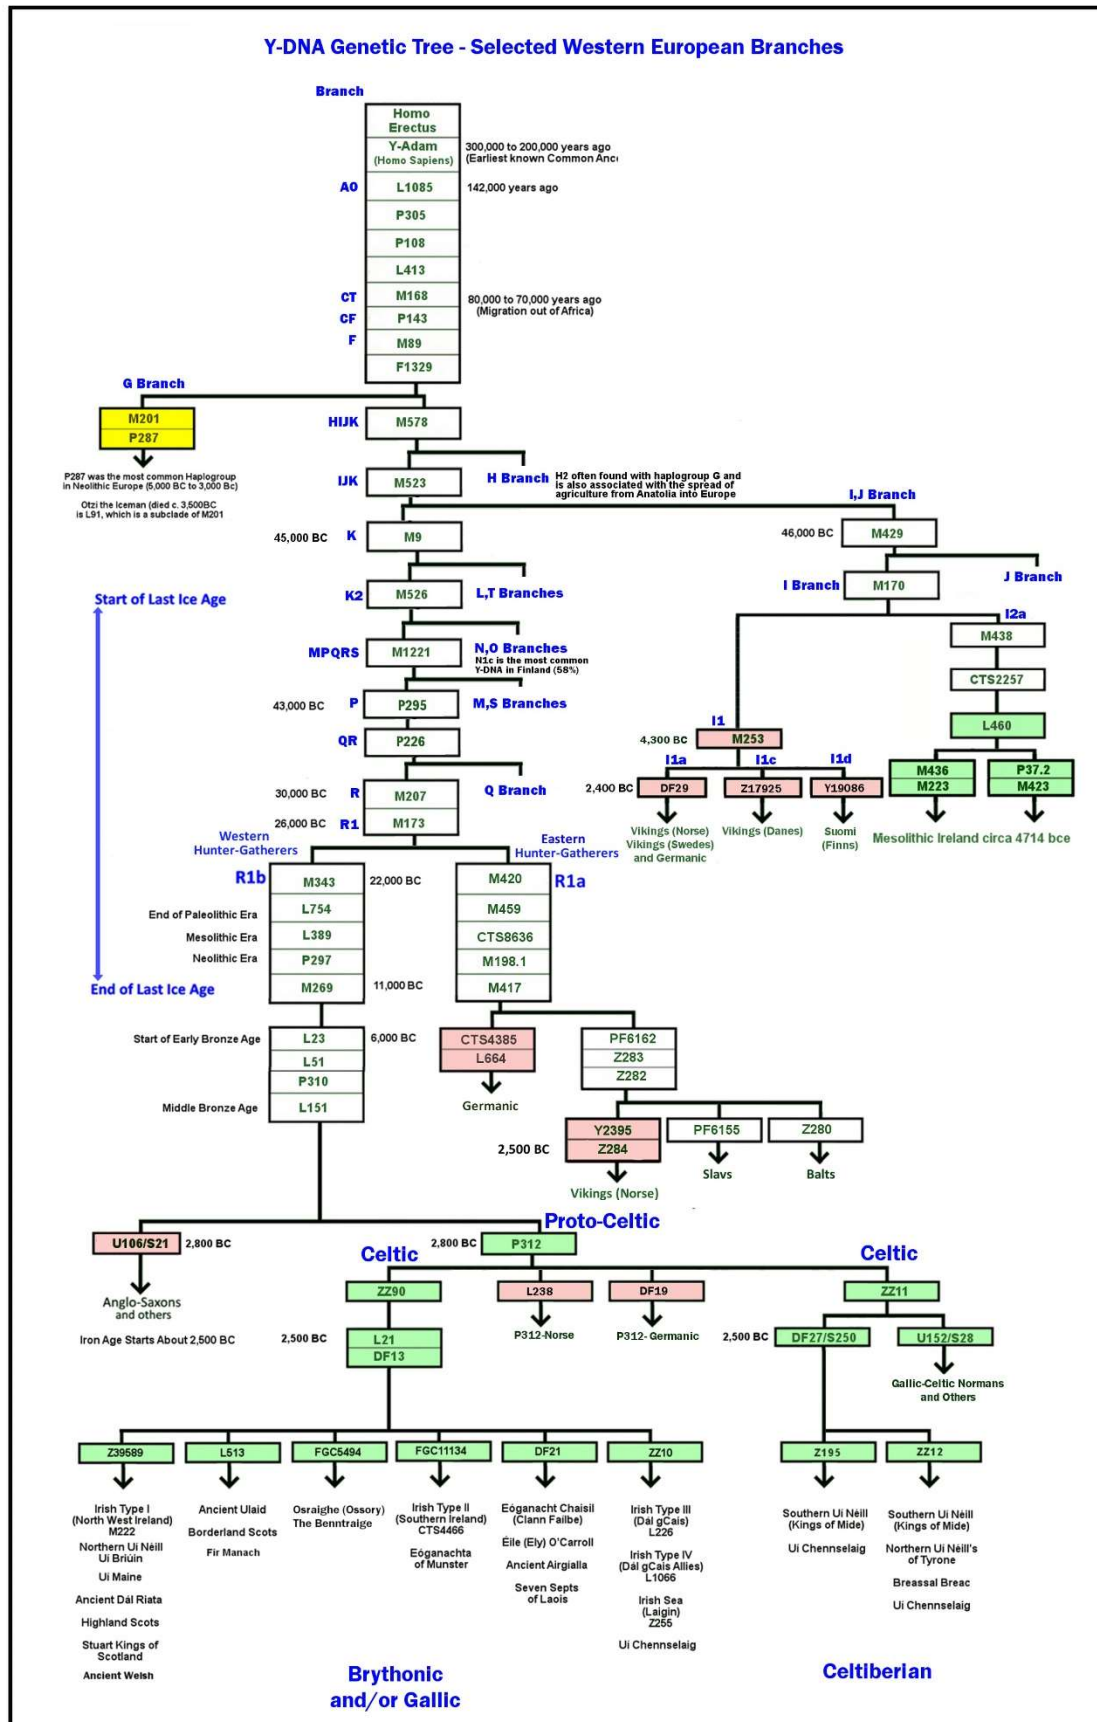 Y-DNA Genetic Tree - Selected Western European Branches
Branch
Homo
Erectus
Y-Adam
(Homo Sapiens)
300,000 to 200,000 years ago
(Earliest known Common Anc
AO
L1085
142,000 years ago
P305
P108
L413
CT
M168
80,000 to 70,000 years ago
(Migration out of Africa)
CF
P143
F
M89
F1329
G Branch
M201
P287
P287 was the most common Haplogroup
in Neolithic Europe (5,000 BC to 3,000 Bc)
Otzi the Iceman (died c. 3,500BC
is L91, which is a subclade of M201
HIJK
M578
H Branch
H2 often found with haplogroup G and
is also associated with the spread of
agriculture from Anatolia into Europe
IJK
M523
I,J Branch
45,000 BC
K
M9
46,000 BC
M429
J Branch
I Branch
M170
Start of Last Ice Age
K2
M526
L,T Branches
I2a
M438
MPQRS
M1221
N,O Branches
N1c is the most common
Y-DNA in Finland (58%)
CTS2257
43,000 BC
P
P295
M,S Branches
L460
QR
P226
I1
4,300 BC
M253
Q Branch
I1a
I1c
I1d
M436
M223
P37.2
M423
30,000 BC
R
M207
2,400 BC
DF29
Z17925
Y19086
26,000 BC
R1
M173
Vikings (Norse)
Vikings (Swedes)
and Germanic
Vikings (Danes)
Suomi
(Finns)
Mesolithic Ireland circa 4714 bce
Western
Hunter-Gatherers
Eastern
Hunter-Gatherers
R1b
M343
22,000 BC
M420
R1a
End of Paleolithic Era
L754
M459
Mesolithic Era
L389
CTS8636
Neolithic Era
P297
M198.1
End of Last Ice Age
M269
11,000 BC
M417
Start of Early Bronze Age
L23
6,000 BC
L51
P310
Middle Bronze Age
L151
CTS4385
L664
Germanic
PF6162
Z283
Z282
2,500 BC
Y2395
Z284
Vikings (Norse)
PF6155
Slavs
Z280
Balts
Proto-Celtic
U106/S21
2,800 BC
Anglo-Saxons
and others
Iron Age Starts About 2,500 BC
2,800 BC
P312
Celtic
Celtic
ZZ90
L238
P312-Norse
DF19
P312- Germanic
ZZ11
2,500 BC
L21
DF13
2,500 BC
DF27/S250
U152/S28
Gallic-Celtic Normans
and Others
Z39589
L513
FGC5494
FGC11134
DF21
ZZ10
Z195
ZZ12
Irish Type I
(North West Ireland)
M222
Northern Uí Nèill
Uí Briúin
Uí Maine
Ancient Dál Riata
Highland Scots
Stuart Kings of
Scotland
Ancient Welsh
Ancient Ulaid
Borderland Scots
Fir Manach
Osraighe (Ossory)
The Benntraige
Irish Type II
(Southern Ireland)
CTS4466
Eóganachta
of Munster
Eóganacht Chaisil
(Clann Failbe)
Éile (Ely) O'Carroll
Ancient Airgialla
Seven Septs
of Laois
Irish Type III
(Dál gCais)
L226
Irish Type IV
(Dál gCais Allies)
L1066
Irish Sea
(Laigin)
Z255
Uí Chennselaig
Southern Uí Nèill
(Kings of Mide)
Uí Chennselaig
Southern Uí Nèill
(Kings of Mide)
Northern Uí Nèill's
of Tyrone
Breassal Breac
Uí Chennselaig
Brythonic
and/or Gallic
Celtiberian